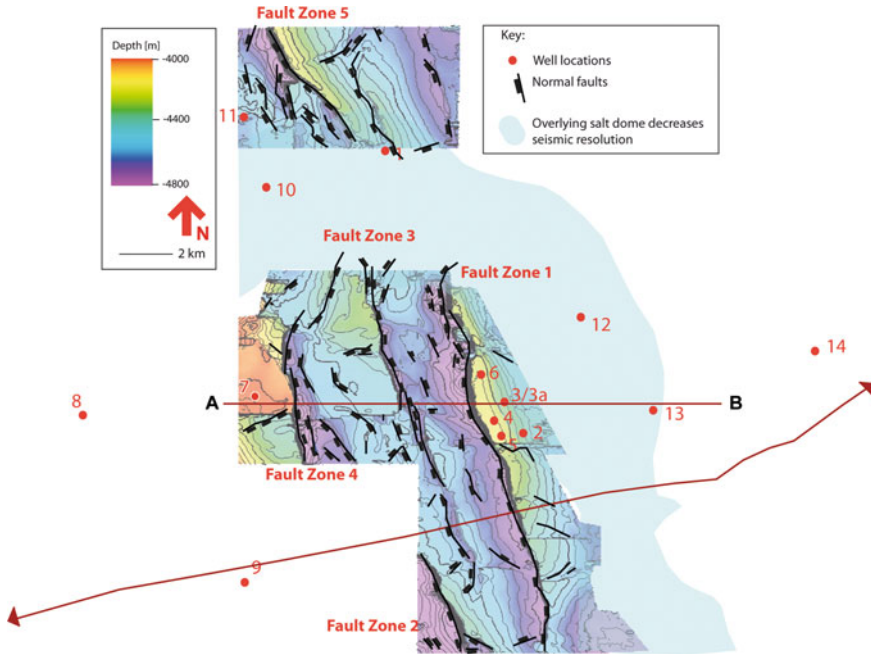 Fault Zone 5
Depth [m]
-4000
-4400
-4800
N
2 km
Key:
Well locations
Normal faults
Overlying salt dome decreases
seismic resolution
11
1
10
Fault Zone 3
Fault Zone 1
12
14
6
7
3/3a
8
A
B
13
4
5
2
Fault Zone 4
9
Fault Zone 2